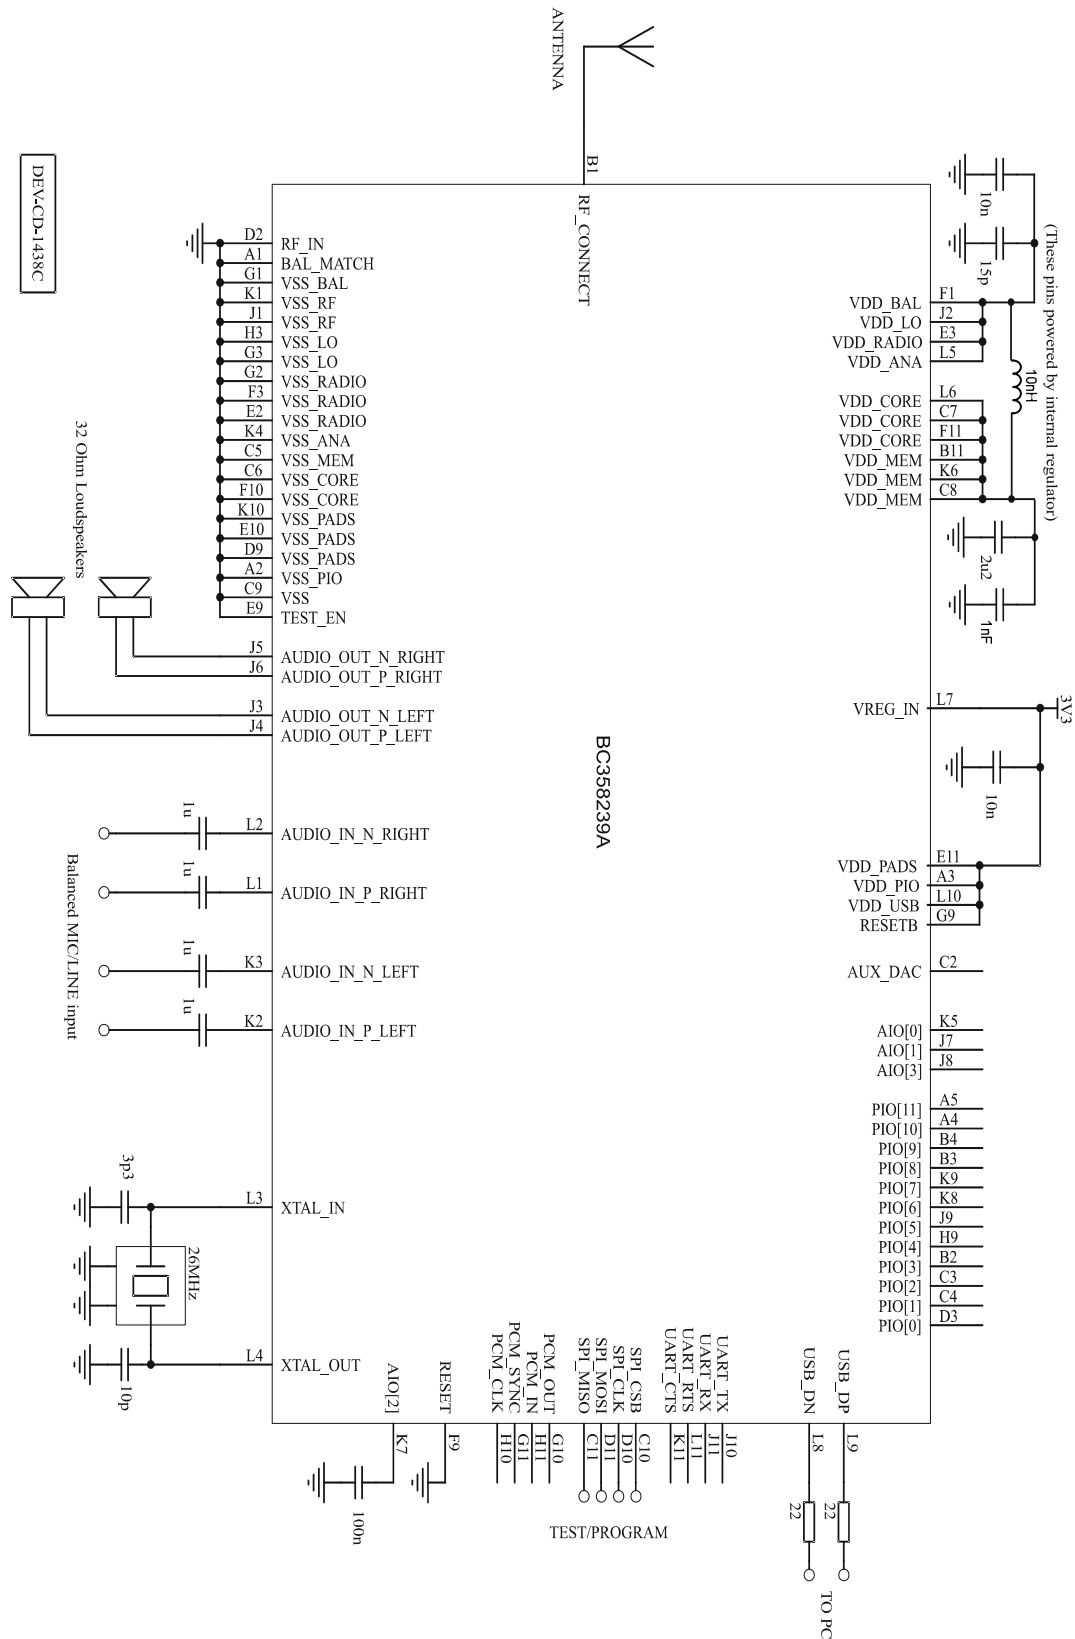 ANTENNA
B1
RF_CONNECT
DEV-CD-1438C
D2 RF_IN
A1 BAL_MATCH
G1 VSS_BAL
K1 VSS_RF
J1 VSS_RF
H3 VSS_LO
G3 VSS_LO
G2 VSS_RADIO
F3 VSS_RADIO
E2 VSS_RADIO
K4 VSS_ANA
C5 VSS_MEM
C6 VSS_CORE
F10 VSS_CORE
K10 VSS_PADS
E10 VSS_PADS
D9 VSS_PADS
A2 VSS_PIO
C9 VSS
E9 TEST_EN
32 Ohm Loudspeakers
J5 AUDIO_OUT_N_RIGHT
J6 AUDIO_OUT_P_RIGHT
J3 AUDIO_OUT_N_LEFT
J4 AUDIO_OUT_P_LEFT
1u
L2 AUDIO_IN_N_RIGHT
1u
L1 AUDIO_IN_P_RIGHT
1u
K3 AUDIO_IN_N_LEFT
1u
K2 AUDIO_IN_P_LEFT
Balanced MIC/LINE input
3p3
L3 XTAL_IN
26MHz
10p
L4 XTAL_OUT
BC358239A
10n
15p
(These pins powered by internal regulator)
VDD_BAL F1
VDD_LO J2
VDD_RADIO E3
VDD_ANA L5
10nH
VDD_CORE L6
VDD_CORE C7
VDD_CORE F11
VDD_MEM B11
VDD_MEM K6
VDD_MEM C8
2u2
1nF
VREG_IN L7
3V3
10n
VDD_PADS E11
VDD_PIO A3
VDD_USB L10
RESETB G9
AUX_DAC C2
AIO[0] K5
AIO[1] J7
AIO[3] J8
PIO[11] A5
PIO[10] A4
PIO[9] B4
PIO[8] B3
PIO[7] K9
PIO[6] K8
PIO[5] J9
PIO[4] H9
PIO[3] B2
PIO[2] C3
PIO[1] C4
PIO[0] D3
AIO[2] K7
100n
RESET F9
PCM_CLK H10
PCM_SYNC G11
PCM_IN H11
PCM_OUT G10
SPI_MISO C11
SPI_MOSI D11
SPI_CLK D10
SPI_CSB C10
TEST/PROGRAM
UART_CTS K11
UART_RTS L11
UART_RX J11
UART_TX J10
USB_DN L8
22
USB_DP L9
22
TO PC